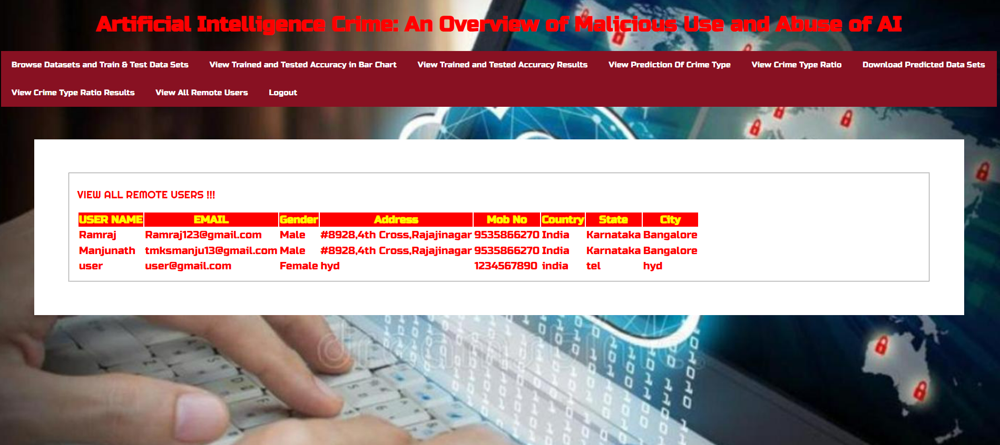 Artificial Intelligence Crime: An Overview of Malicious Use and Abuse of AI
Browse Datasets and Train & Test Data Sets View Trained and Tested Accuracy in Bar Chart View Trained and Tested Accuracy Results View Prediction Of Crime Type View Crime Type Ratio Download Predicted Data Sets
View Crime Type Ratio Results View All Remote Users Logout
VIEW ALL REMOTE USERS !!!
USER NAME EMAIL Gender Address Mob No Country State City
Ramraj Ramraj123@gmail.com Male #8928,4th Cross,Rajajinagar 9535866270 India Karnataka Bangalore
Manjunath tmksmanju13@gmail.com Male #8928,4th Cross,Rajajinagar 9535866270 India Karnataka Bangalore
user user@gmail.com Female hyd 1234567890 india tel hyd